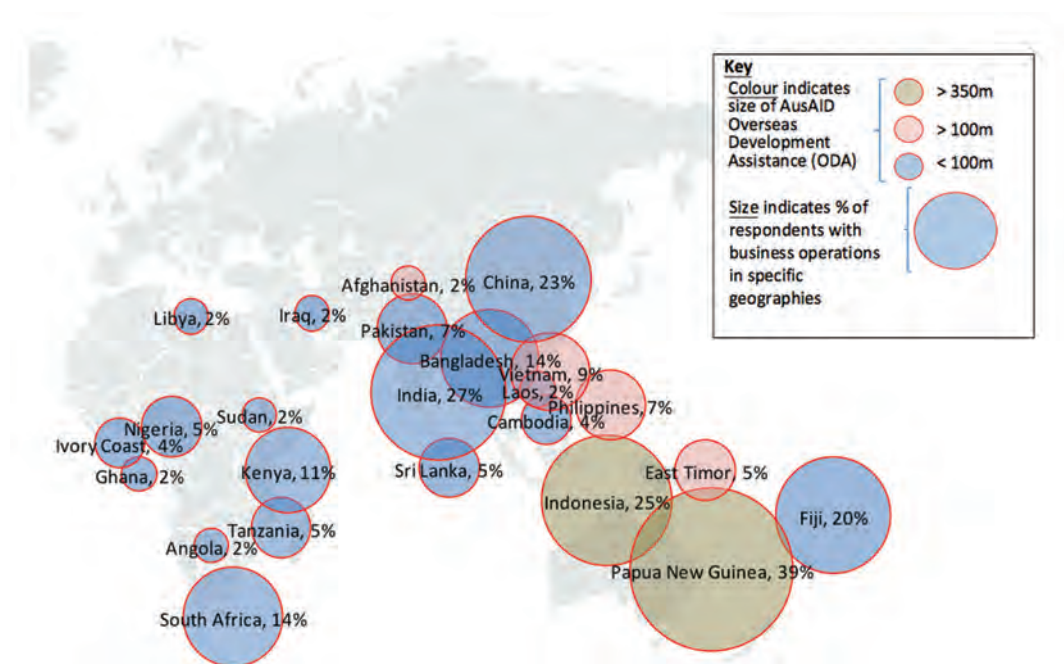 Key
Colour indicates
size of AusAID
Overseas
Development
Assistance (ODA)
> 350m
> 100m
< 100m
Size indicates % of
respondents with
business operations
in specific
geographies
China, 23%
Afghanistan, 2%
Libya, 2%
Iraq, 2%
Pakistan, 7%
Bangladesh, 14%
Vietnam, 9%
India, 27%
Laos, 2%
Philippines, 7%
Sudan, 2%
Cambodia, 4%
Nigeria, 5%
Ivory Coast, 4%
Ghana, 2%
Kenya, 11%
Sri Lanka, 5%
East Timor, 5%
Indonesia, 25%
Fiji, 20%
Tanzania, 5%
Angola, 2%
Papua New Guinea, 39%
South Africa, 14%